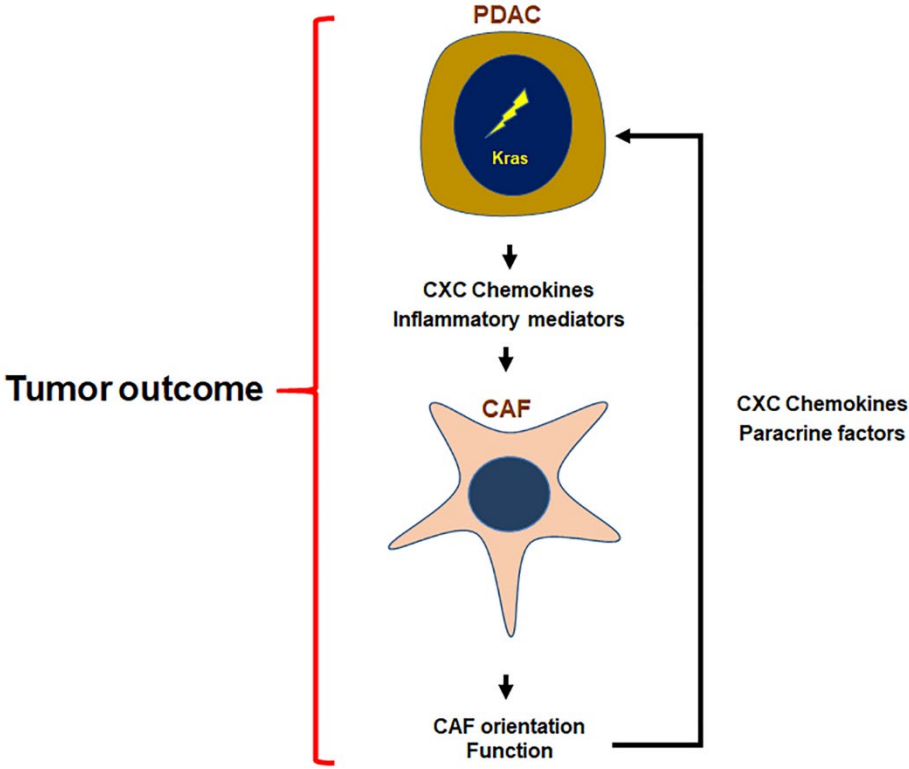 PDAC
Kras
CXC Chemokines
Inflammatory mediators
Tumor outcome
CAF
CXC Chemokines
Paracrine factors
CAF orientation
Function